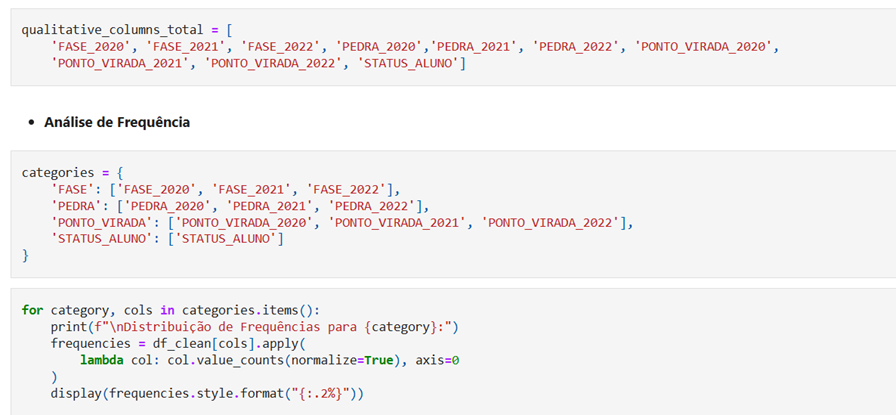 qualitative_columns_total = [
    'FASE_2020', 'FASE_2021', 'FASE_2022', 'PEDRA_2020','PEDRA_2021', 'PEDRA_2022', 'PONTO_VIRADA_2020',
    'PONTO_VIRADA_2021', 'PONTO_VIRADA_2022', 'STATUS_ALUNO']
• Análise de Frequência
categories = {
    'FASE': ['FASE_2020', 'FASE_2021', 'FASE_2022'],
    'PEDRA': ['PEDRA_2020', 'PEDRA_2021', 'PEDRA_2022'],
    'PONTO_VIRADA': ['PONTO_VIRADA_2020', 'PONTO_VIRADA_2021', 'PONTO_VIRADA_2022'],
    'STATUS_ALUNO': ['STATUS_ALUNO']
}
for category, cols in categories.items():
    print(f"\nDistribuição de Frequências para {category}:")
    frequencies = df_clean[cols].apply(
        lambda col: col.value_counts(normalize=True), axis=0
    )
    display(frequencies.style.format("{:.2%}"))